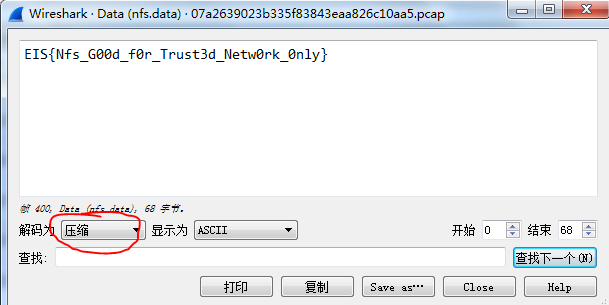 Wireshark · Data (nfs.data) · 07a2639023b335f83843eaa826c10aa5.pcap
EIS{Nfs_G00d_f0r_Trust3d_Netw0rk_0nly}
帧 400, Data (nfs.data), 68 字节.
解码为 压缩 显示为 ASCII 开始 0 结束 68
查找: 查找下一个(N)
打印 复制 Save as… Close Help